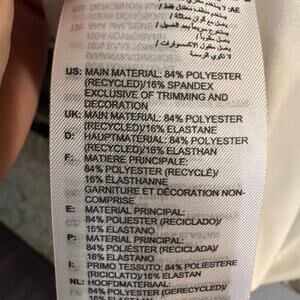 US: MAIN MATERIAL: 84% POLYESTER
(RECYCLED)/16% SPANDEX
EXCLUSIVE OF TRIMMING AND
DECORATION
UK: MAIN MATERIAL: 84% POLYESTER
(RECYCLED)/16% ELASTANE
D: HAUPTMATERIAL: 84% POLYESTER
(RECYCLED)/16% ELASTHAN
F: MATIERE PRINCIPALE:
84% POLYESTER (RECYCLÉ)/
16% ÉLASTHANNE
GARNITURE ET DÉCORATION NON-
COMPRISE
E: MATERIAL PRINCIPAL:
84% POLIÉSTER (RECICLADO)/
16% ELASTANO
P: MATERIAL PRINCIPAL:
84% POLIÉSTER (RECICLADA)/
16% ELASTANO
I: PRIMO TESSUTO: 84% POLIESTERE
(RICICLATO)/16% ELASTAN
NL: HOOFDMATERIAAL:
84% POLYESTER (GERECYCLED)/
16% ELASTAAN